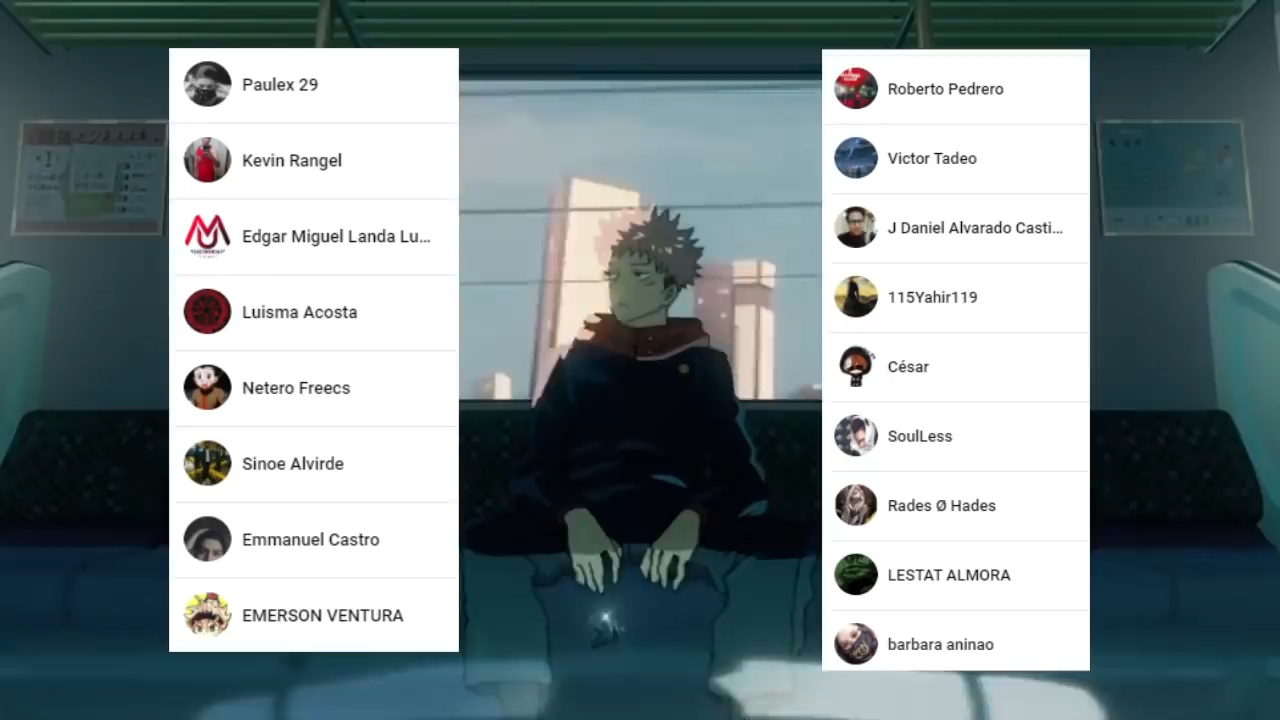 Paulex 29
Kevin Rangel
Edgar Miguel Landa Lu...
Luisma Acosta
Netero Freecs
Sinoe Alvirde
Emmanuel Castro
EMERSON VENTURA
Roberto Pedrero
Victor Tadeo
J Daniel Alvarado Casti...
115Yahir119
César
SoulLess
Rades Ø Hades
LESTAT ALMORA
barbara aninao